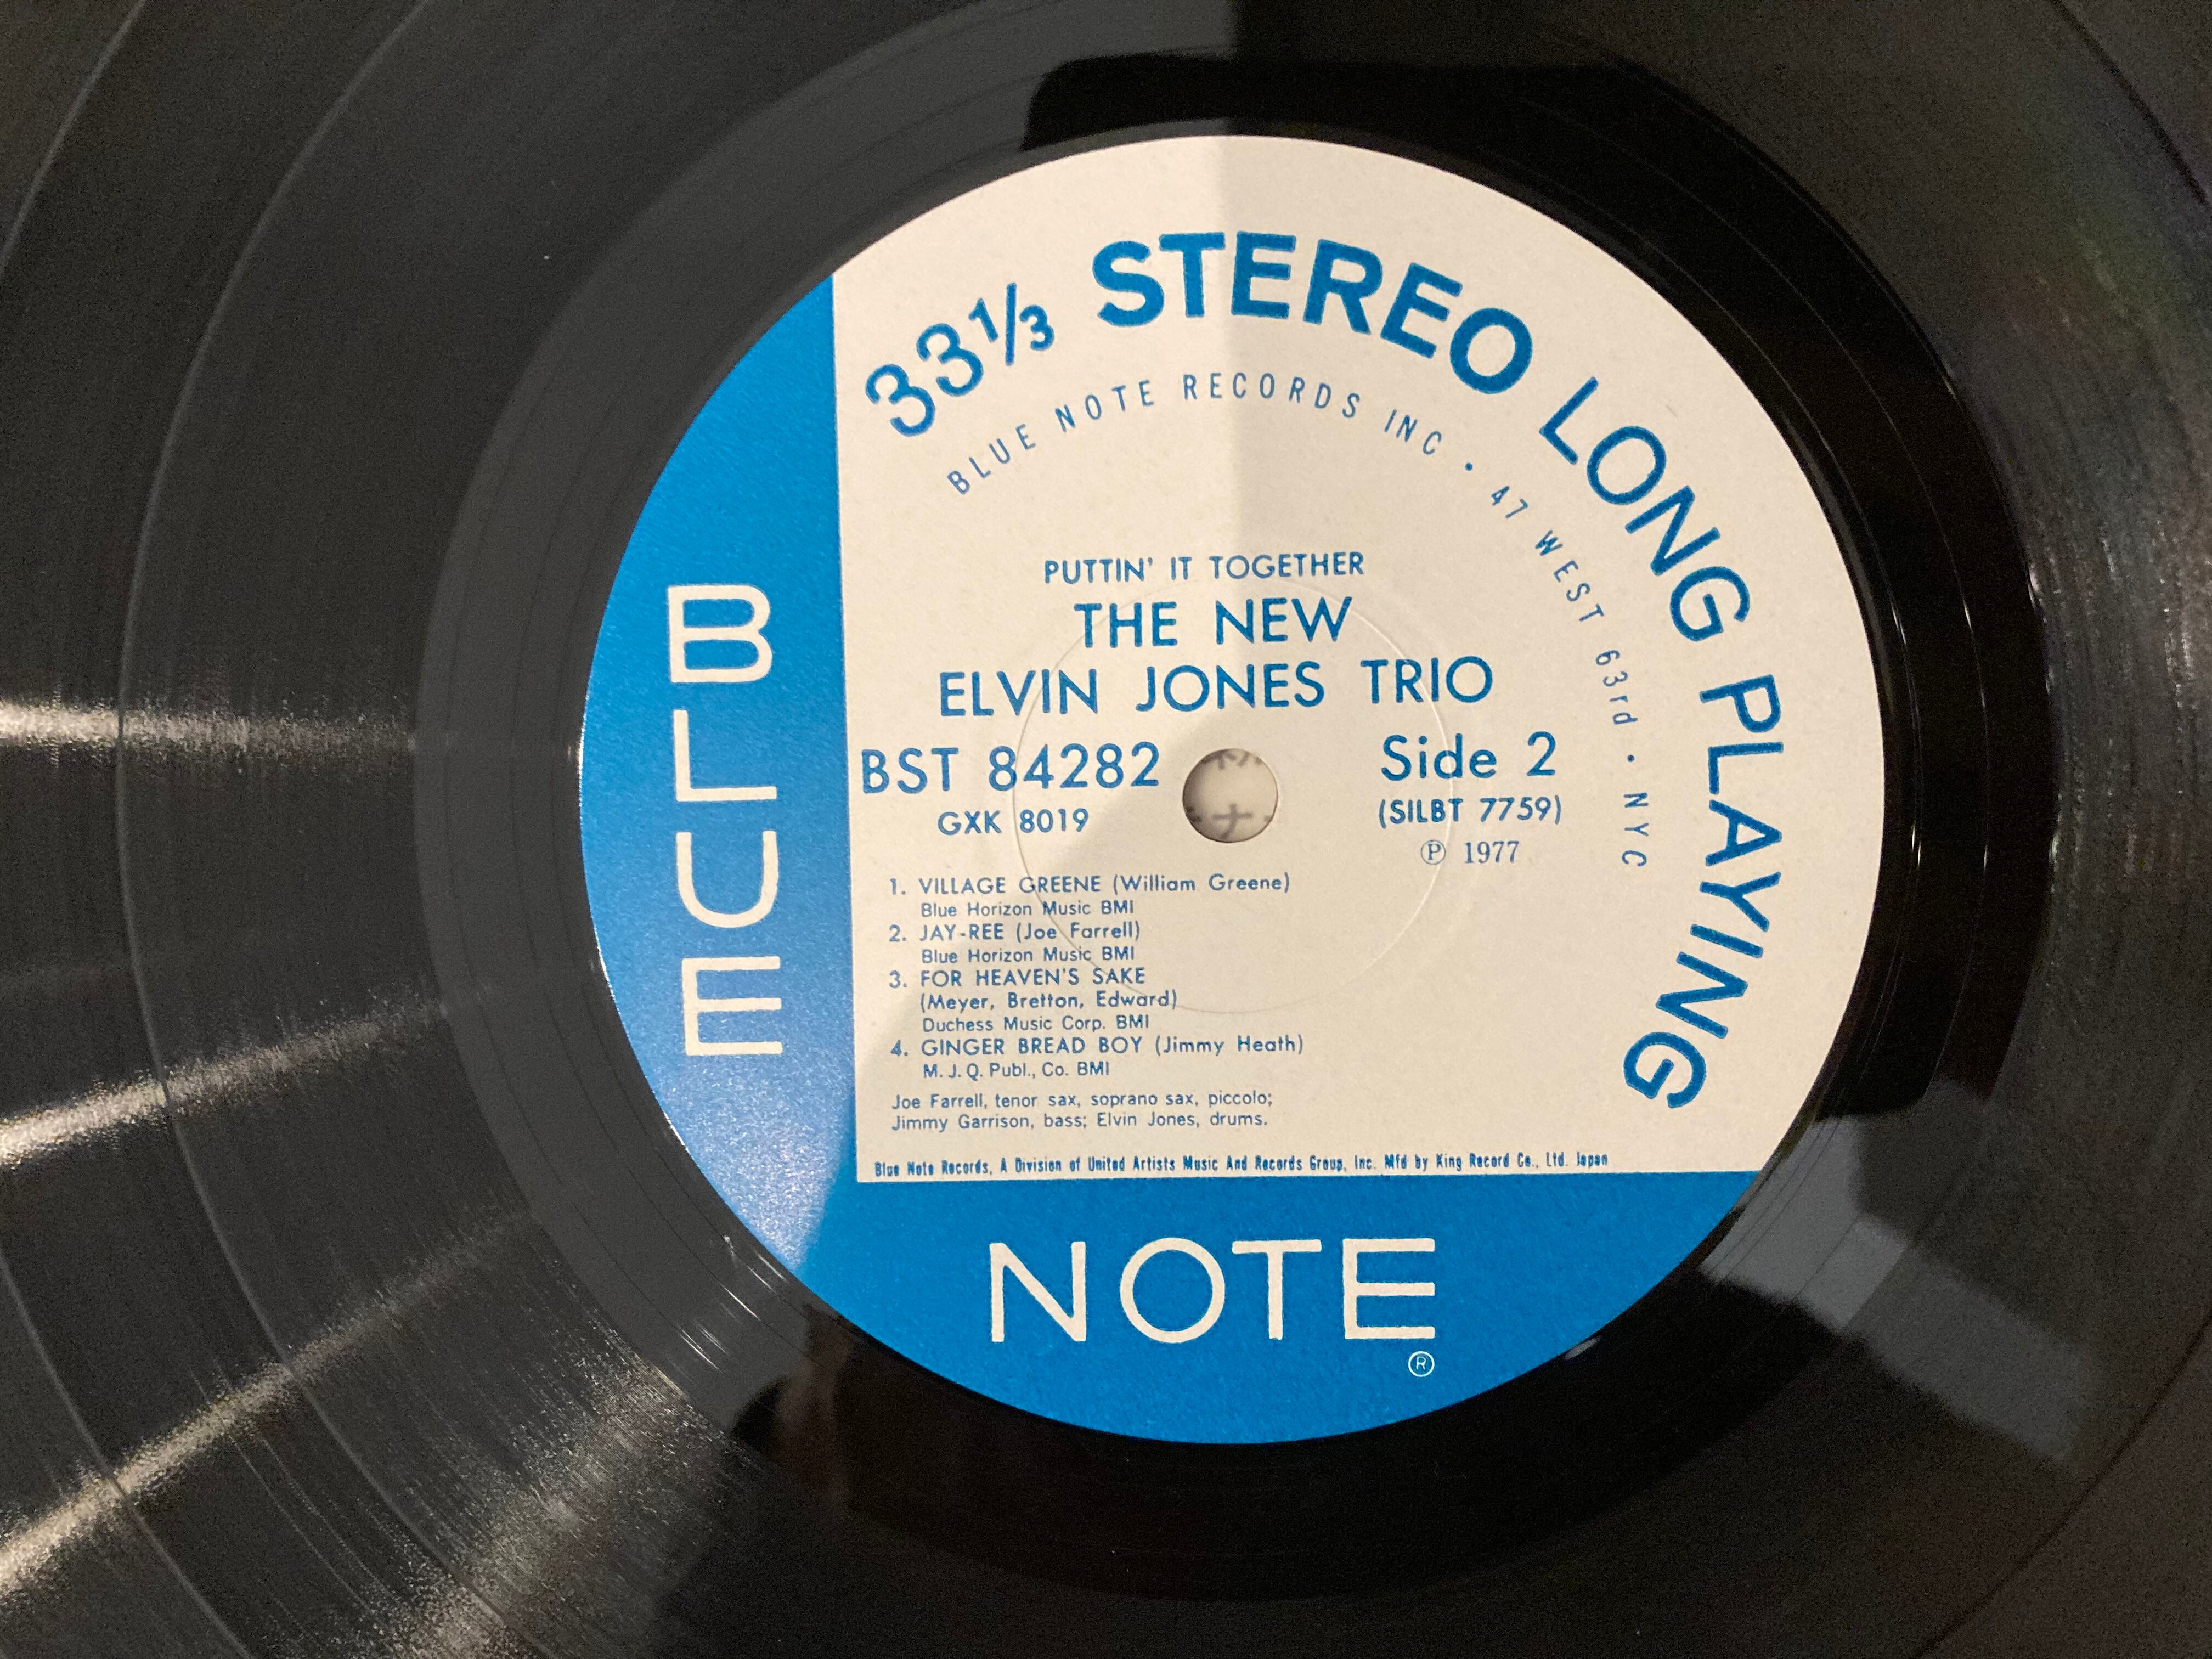 33⅓ STEREO LONG PLAYING
BLUE NOTE RECORDS INC • 47 WEST 63rd • NYC
PUTTIN' IT TOGETHER
THE NEW
ELVIN JONES TRIO
BST 84282
GXK 8019
Side 2
(SILBT 7759)
℗ 1977
1. VILLAGE GREENE (William Greene)
Blue Horizon Music BMI
2. JAY-REE (Joe Farrell)
Blue Horizon Music BMI
3. FOR HEAVEN'S SAKE
(Meyer, Bretton, Edward)
Duchess Music Corp. BMI
4. GINGER BREAD BOY (Jimmy Heath)
M. J. Q. Publ., Co. BMI
Joe Farrell, tenor sax, soprano sax, piccolo;
Jimmy Garrison, bass; Elvin Jones, drums.
Blue Note Records, A Division of United Artists Music And Records Group, Inc. Mfd by King Record Co., Ltd. Japan
BLUE
NOTE
®